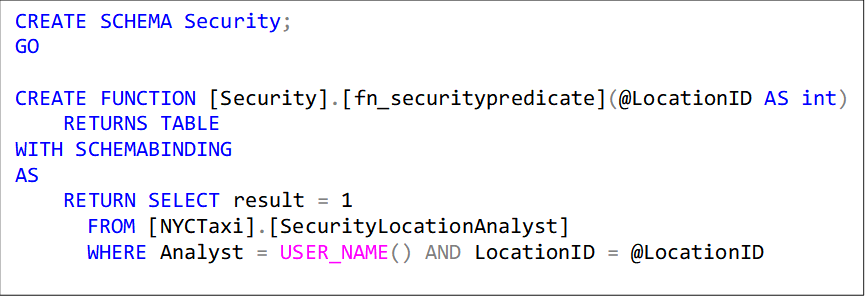 CREATE SCHEMA Security;
GO
CREATE FUNCTION [Security].[fn_securitypredicate](@LocationID AS int)
RETURNS TABLE
WITH SCHEMABINDING
AS
RETURN SELECT result = 1
FROM [NYCTaxi].[SecurityLocationAnalyst]
WHERE Analyst = USER_NAME() AND LocationID = @LocationID